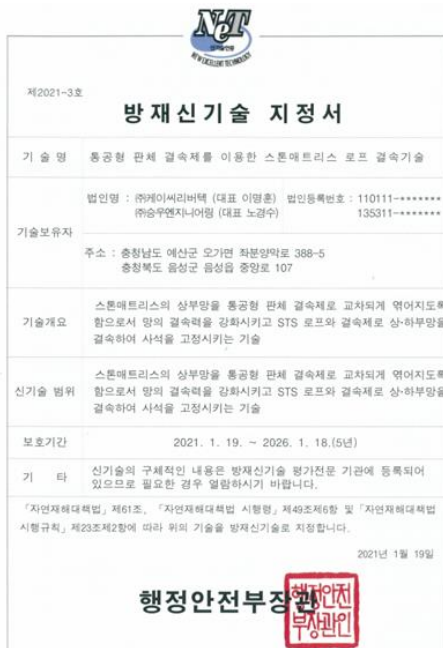 NeT
신기술인증
NEW EXCELLENT TECHNOLOGY
제2021-3호
방재신기술 지정서
기 술 명 통공형 판체 결속제를 이용한 스톤매트리스 로프 결속기술
기술보유자
법인명 : ㈜케이씨리버텍 (대표 이명훈) 법인등록번호 : 110111-*******
㈜승우엔지니어링 (대표 노경수) 135311-*******
주소 : 충청남도 예산군 오가면 좌분양막로 388-5
충청북도 음성군 음성읍 중앙로 107
기술개요
스톤매트리스의 상부망을 통공형 판체 결속제로 교차되게 엮어지도록
함으로서 망의 결속력을 강화시키고 STS 로프와 결속제로 상·하부망을
결속하여 사석을 고정시키는 기술
신기술 범위
스톤매트리스의 상부망을 통공형 판체 결속제로 교차되게 엮어지도록
함으로서 망의 결속력을 강화시키고 STS 로프와 결속제로 상·하부망을
결속하여 사석을 고정시키는 기술
보호기간 2021. 1. 19. ~ 2026. 1. 18.(5년)
기 타
신기술의 구체적인 내용은 방재신기술 평가전문 기관에 등록되어
있으므로 필요한 경우 열람하시기 바랍니다.
「자연재해대책법」제61조, 「자연재해대책법 시행령」제49조제6항 및 「자연재해대책법
시행규칙」제23조제2항에 따라 위의 기술을 방재신기술로 지정합니다.
2021년 1월 19일
행정안전부장관
행정안전
부장관인